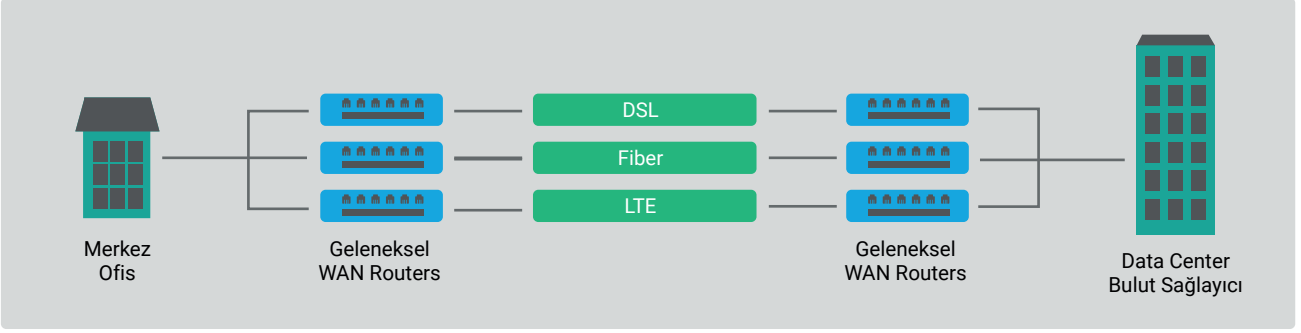 DSL
Fiber
LTE
Merkez
Ofis
Geleneksel
WAN Routers
Geleneksel
WAN Routers
Data Center
Bulut Sağlayıcı